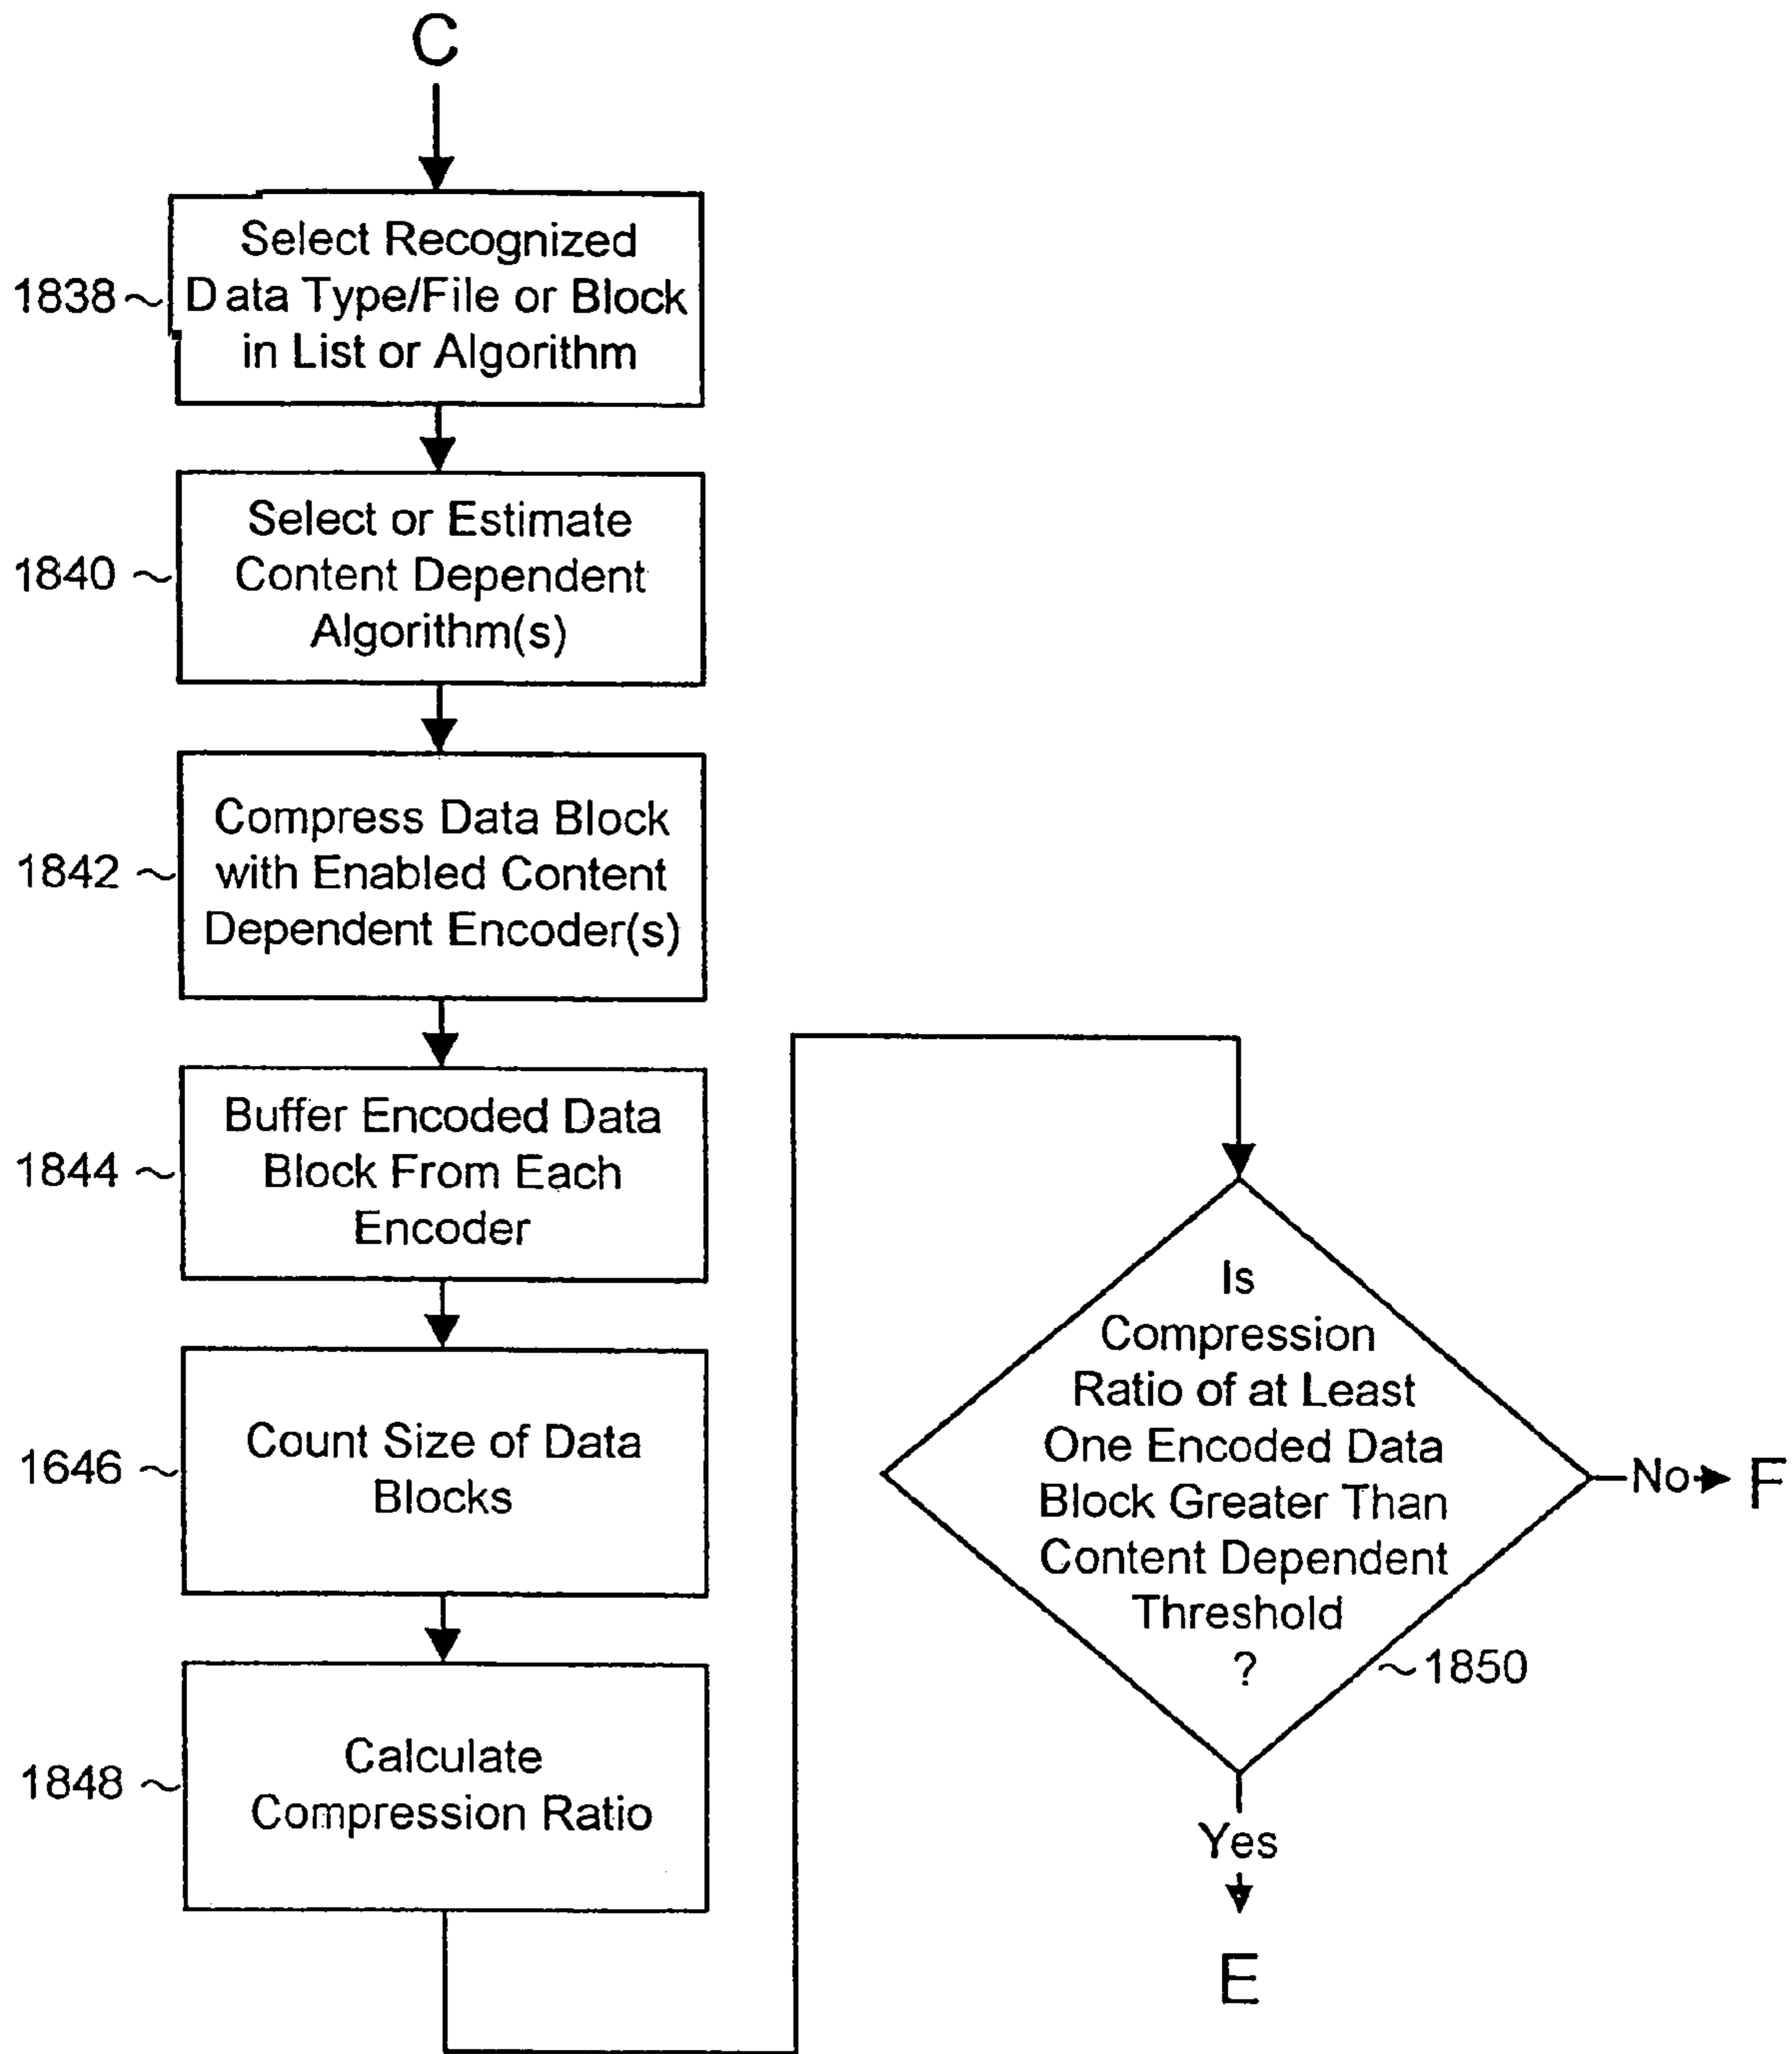 C
1838
Select Recognized
Data Type/File or Block
in List or Algorithm
1840
Select or Estimate
Content Dependent
Algorithm(s)
1842
Compress Data Block
with Enabled Content
Dependent Encoder(s)
1844
Buffer Encoded Data
Block From Each
Encoder
1646
Count Size of Data
Blocks
1848
Calculate
Compression Ratio
Is
Compression
Ratio of at Least
One Encoded Data
Block Greater Than
Content Dependent
Threshold
?
1850
No
F
Yes
E